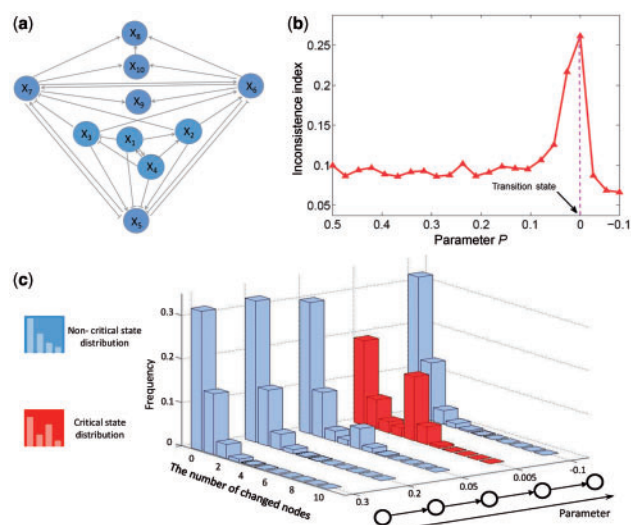 (a)
X8
X10
X7
X6
X9
X3
X1
X2
X4
X5
(b)
Inconsistence index
0.25
0.2
0.15
0.1
0.05
Transition state
0.5 0.4 0.3 0.2 0.1 0 −0.1
Parameter P
(c)
Non- critical state
distribution
Critical state
distribution
Frequency
0.3
0.2
0.1
0
0 2 4 6 8 10
The number of changed nodes
0.3 0.2 0.05 0.005 -0.1
Parameter